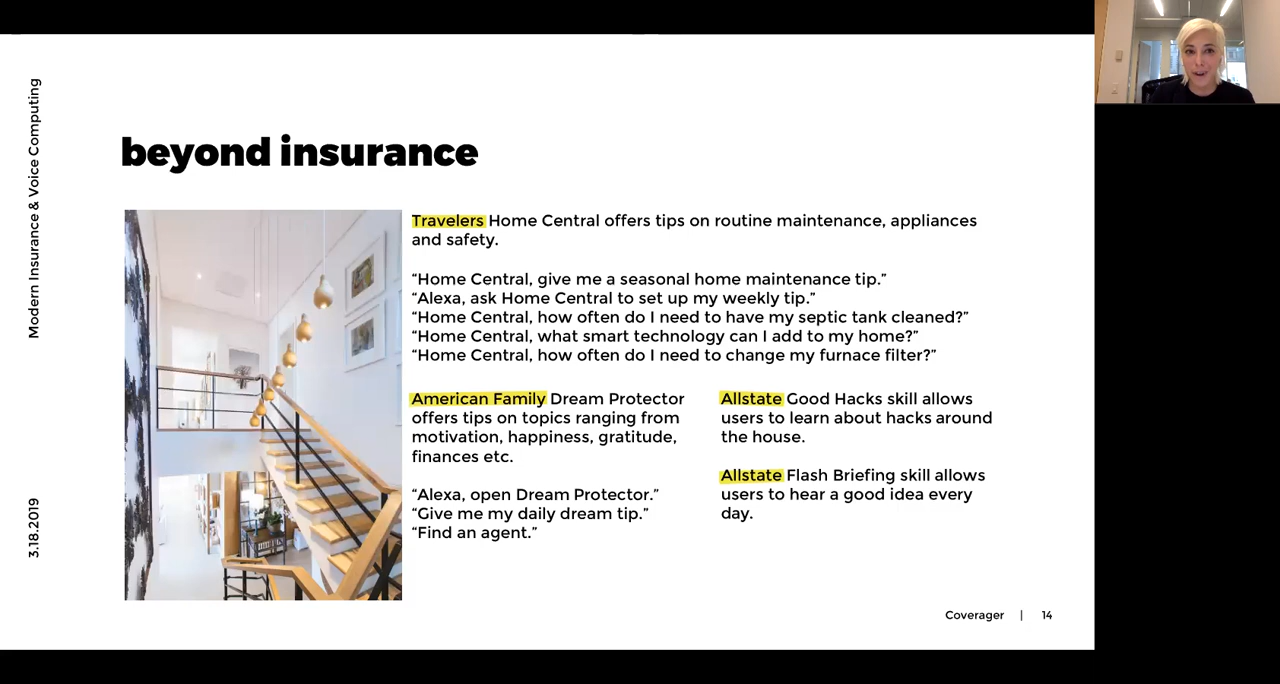 Modern Insurance & Voice Computing
3.18.2019
beyond insurance
Travelers Home Central offers tips on routine maintenance, appliances
and safety.
“Home Central, give me a seasonal home maintenance tip.”
“Alexa, ask Home Central to set up my weekly tip.”
“Home Central, how often do I need to have my septic tank cleaned?”
“Home Central, what smart technology can I add to my home?”
“Home Central, how often do I need to change my furnace filter?”
American Family Dream Protector
offers tips on topics ranging from
motivation, happiness, gratitude,
finances etc.
“Alexa, open Dream Protector.”
“Give me my daily dream tip.”
“Find an agent.”
Allstate Good Hacks skill allows
users to learn about hacks around
the house.
Allstate Flash Briefing skill allows
users to hear a good idea every
day.
Coverager | 14